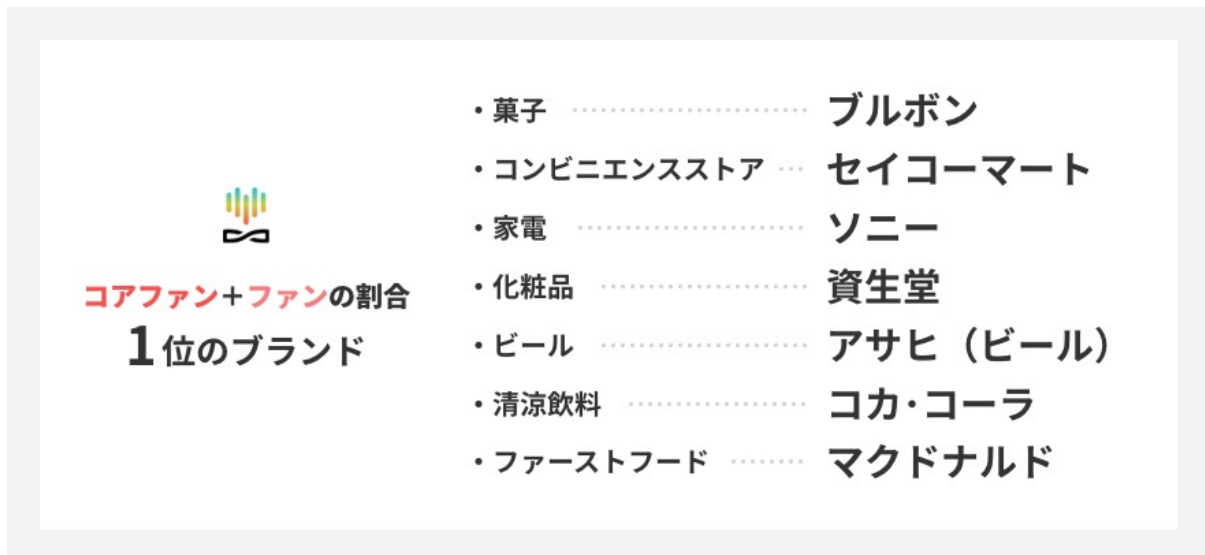 コアファン＋ファンの割合
1位のブランド
・菓子 ブルボン
・コンビニエンスストア セイコーマート
・家電 ソニー
・化粧品 資生堂
・ビール アサヒ（ビール）
・清涼飲料 コカ・コーラ
・ファーストフード マクドナルド